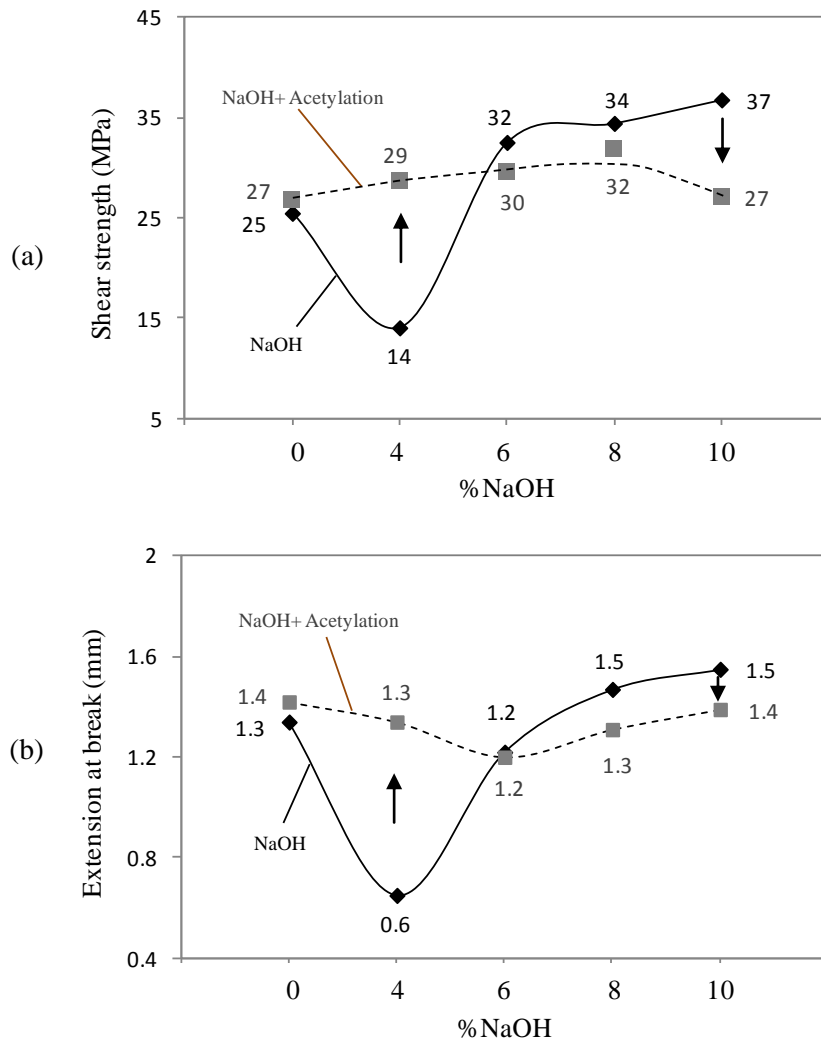 (a)
Shear strength (MPa)
45
35
25
15
5
NaOH+ Acetylation
27
29
30
32
27
25
14
32
34
37
NaOH
0 4 6 8 10
%NaOH
(b)
Extension at break (mm)
2
1.6
1.2
0.8
0.4
NaOH+ Acetylation
1.4
1.3
1.2
1.3
1.4
1.3
0.6
1.2
1.5
1.5
NaOH
0 4 6 8 10
%NaOH